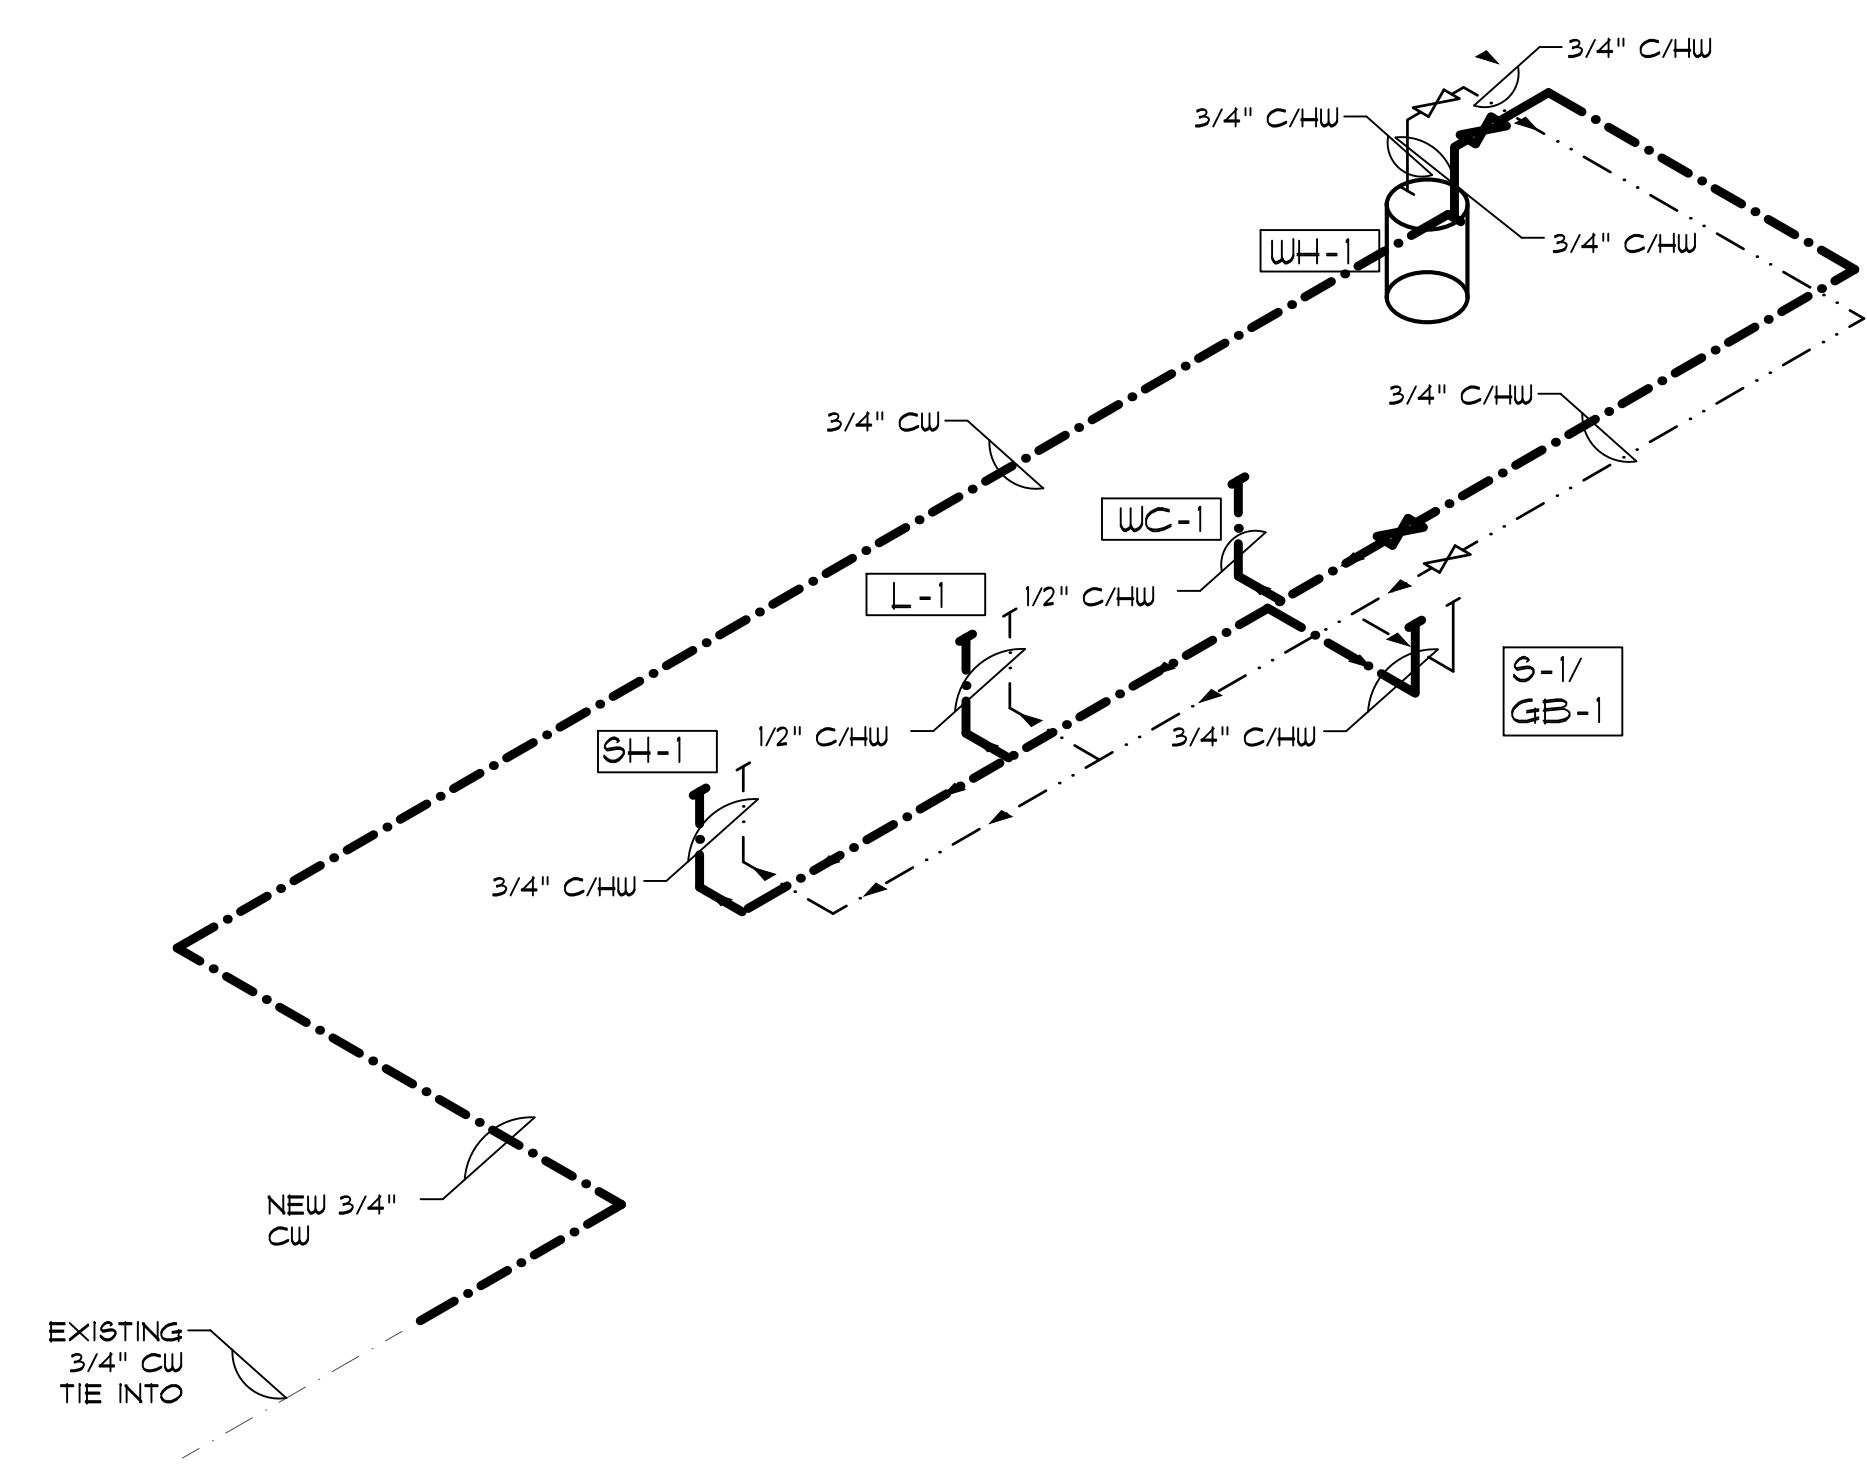 3/4" C/HW
3/4" C/HW
WH-1
3/4" C/HW
3/4" C/HW
3/4" CW
WC-1
L-1
1/2" C/HW
S-1/
GB-1
SH-1
1/2" C/HW
3/4" C/HW
3/4" C/HW
NEW 3/4"
CW
EXISTING
3/4" CW
TIE INTO